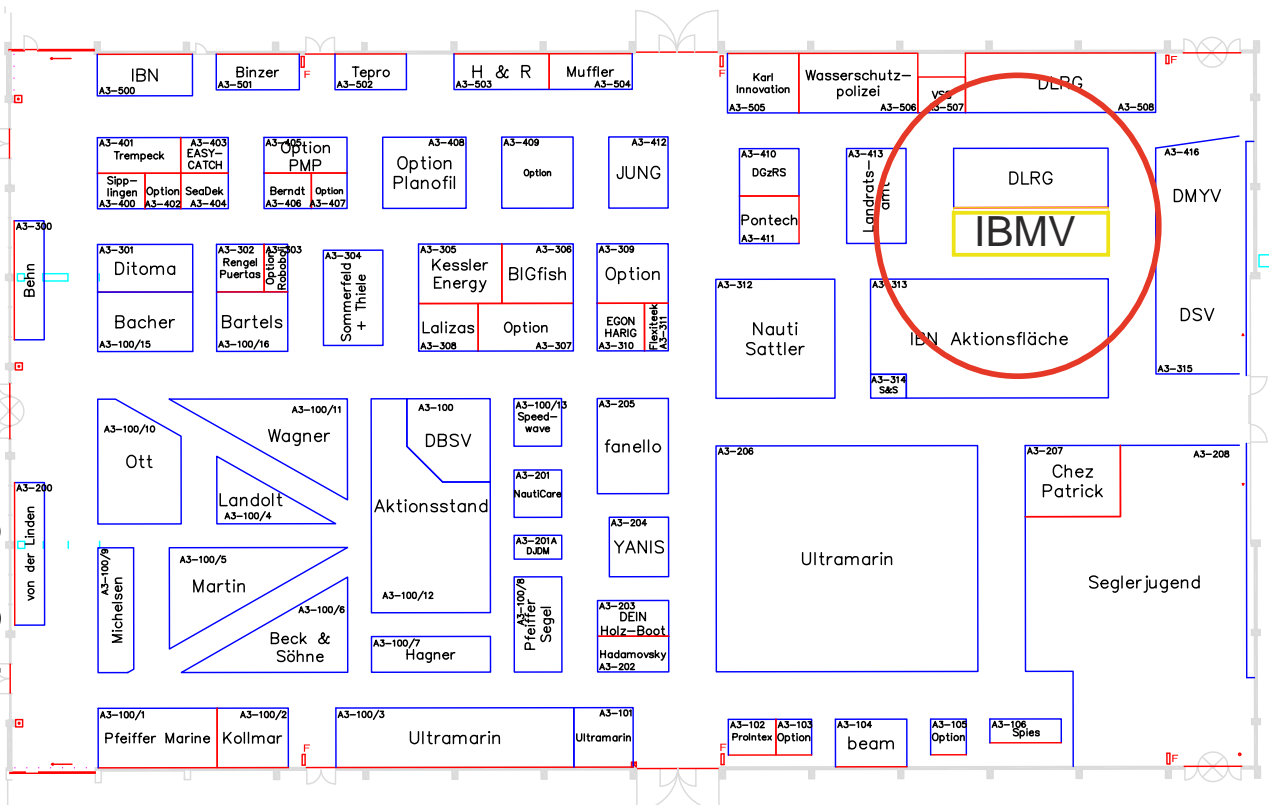 IBN
A3-500
Binzer
A3-501
F
Tepro
A3-502
H & R
A3-503
Muffler
A3-504
F
Karl
Innovation
A3-505
Wasserschutz-
polizei
A3-506
VSG
A3-507
DLRG
A3-508
F
A3-401
Trempeck
A3-403
EASY-
CATCH
Sipp-
lingen
A3-400
Option
A3-402
SeaDek
A3-404
A3-405
Option
PMP
Berndt
A3-406
Option
A3-407
A3-408
Option
Planofil
A3-409
Option
A3-412
JUNG
A3-410
DGzRS
Pontech
A3-411
A3-413
Landrats-
amt
DLRG
IBMV
A3-416
DMYV
DSV
A3-315
A3-300
Behn
A3-301
Ditoma
Bacher
A3-100/15
A3-302
Rengel
Puertas
A3-303
Option
Robobil
Bartels
A3-100/16
A3-304
Sommerfeld
+ Thiele
A3-305
Kessler
Energy
A3-306
BIGfish
Lalizas
A3-308
Option
A3-307
A3-309
Option
EGON
HARIG
A3-310
Flexiteek
A3-311
A3-312
Nauti
Sattler
A3-313
IBN Aktionsfläche
A3-314
S&S
A3-100/10
Ott
A3-100/11
Wagner
Landolt
A3-100/4
A3-100
DBSV
Aktionsstand
A3-100/12
A3-100/13
Speed-
wave
A3-201
NautiCare
A3-201A
DJDM
A3-205
fanello
A3-204
YANIS
A3-206
Ultramarin
A3-207
Chez
Patrick
A3-208
Seglerjugend
A3-200
von der Linden
A3-100/9
Michelsen
A3-100/5
Martin
A3-100/6
Beck &
Söhne
A3-100/7
Hagner
A3-100/8
Pfeiffer
Segel
A3-203
DEIN
Holz-Boot
Hadamovsky
A3-202
A3-100/1
Pfeiffer Marine
A3-100/2
Kollmar
F
A3-100/3
Ultramarin
A3-101
Ultramarin
F
A3-102
ProIntex
A3-103
Option
A3-104
beam
A3-105
Option
A3-106
Spies
F